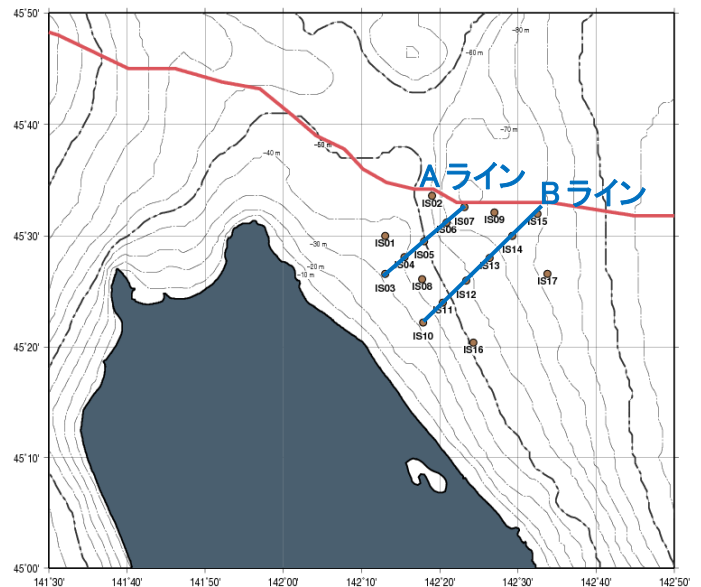 45°50'
45°40'
45°30'
45°20'
45°10'
45°00'
141°30'
141°40'
141°50'
142°00'
142°10'
142°20'
142°30'
142°40'
142°50'
−80 m
−60 m
−70 m
−50 m
−40 m
−30 m
−20 m
−10 m
Aライン
Bライン
IS02
IS07
IS09
IS15
IS01
IS06
IS05
IS14
IS04
IS13
IS03
IS08
IS12
IS17
IS11
IS10
IS16